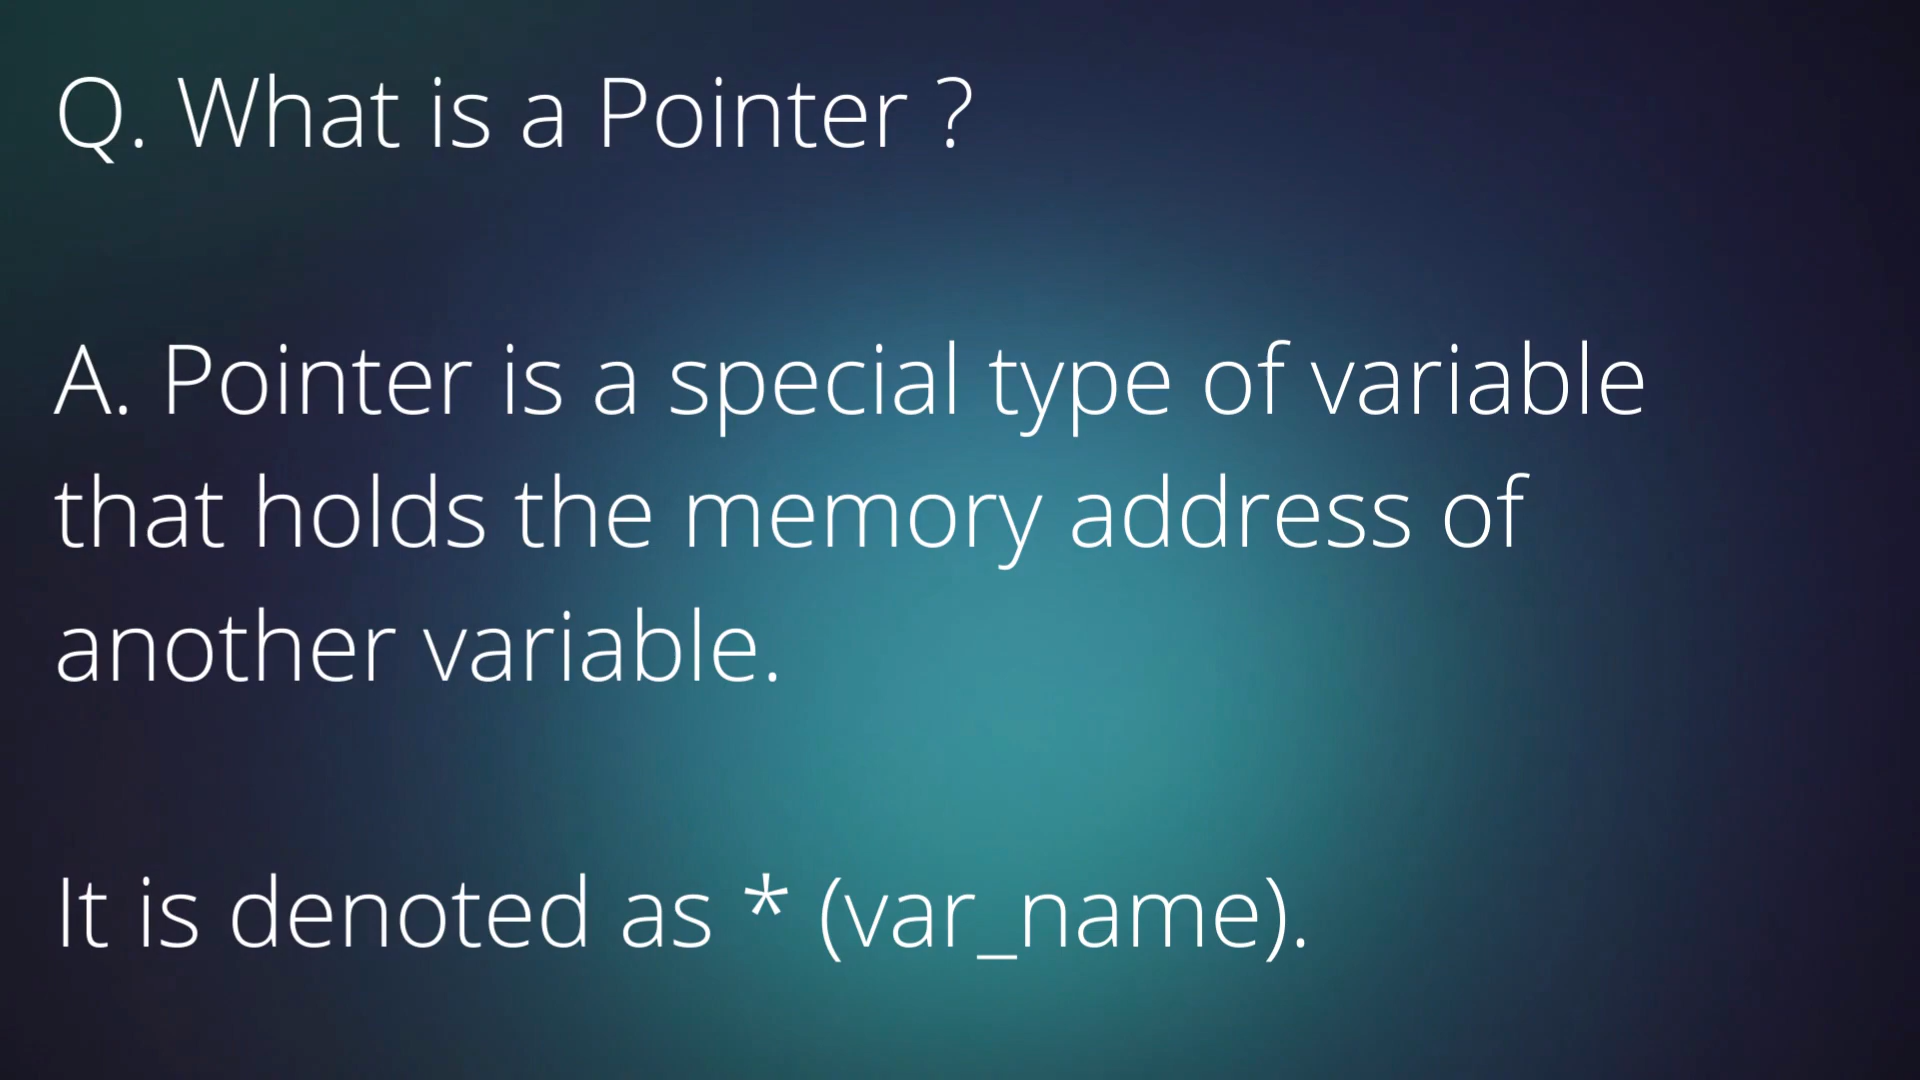 Q. What is a Pointer ?
A. Pointer is a special type of variable
that holds the memory address of
another variable.
It is denoted as * (var_name).